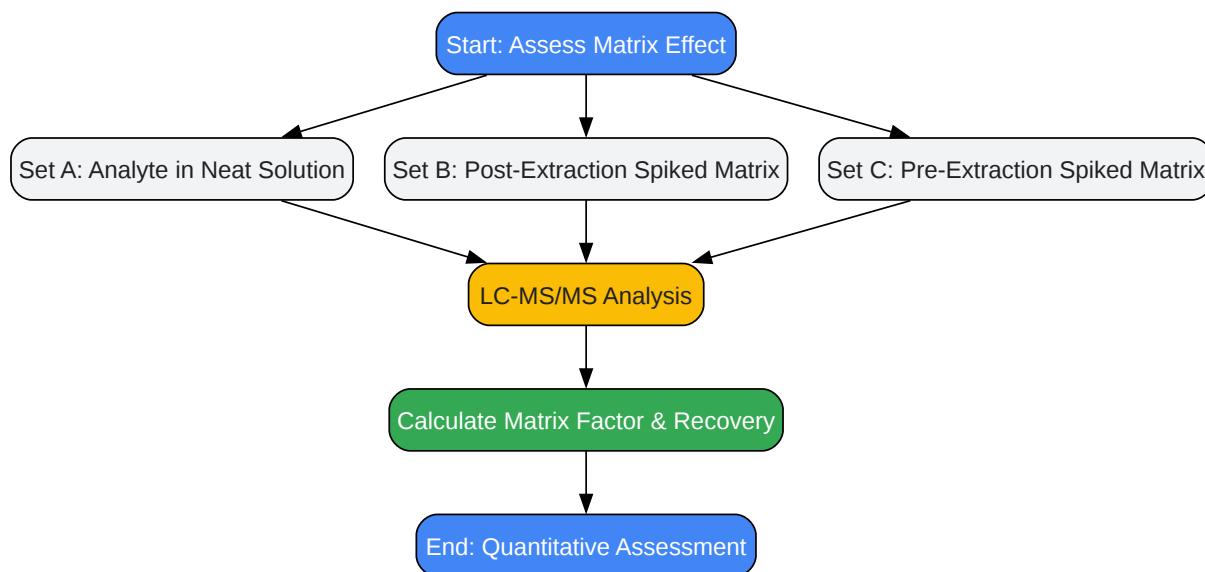 Start: Assess Matrix Effect
Set A: Analyte in Neat Solution
Set B: Post-Extraction Spiked Matrix
Set C: Pre-Extraction Spiked Matrix
LC-MS/MS Analysis
Calculate Matrix Factor & Recovery
End: Quantitative Assessment